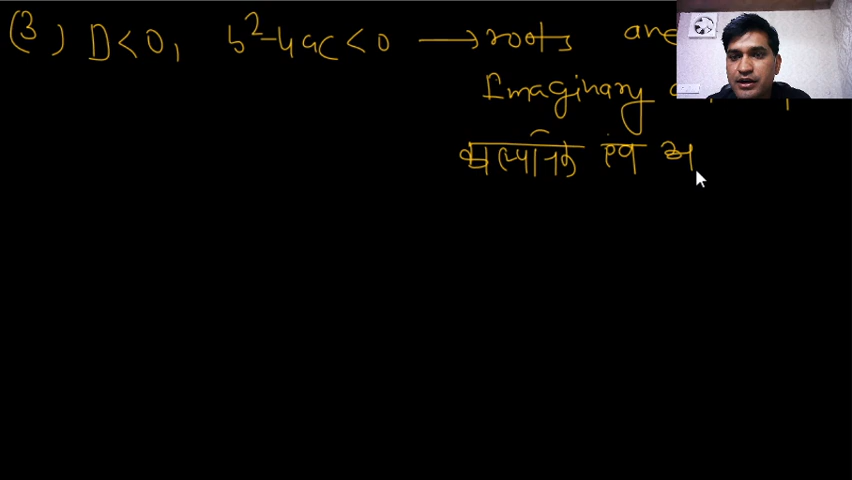 (3) D<0, b²-4ac<0 → roots are
Imaginary
काल्पनिक एवं अ